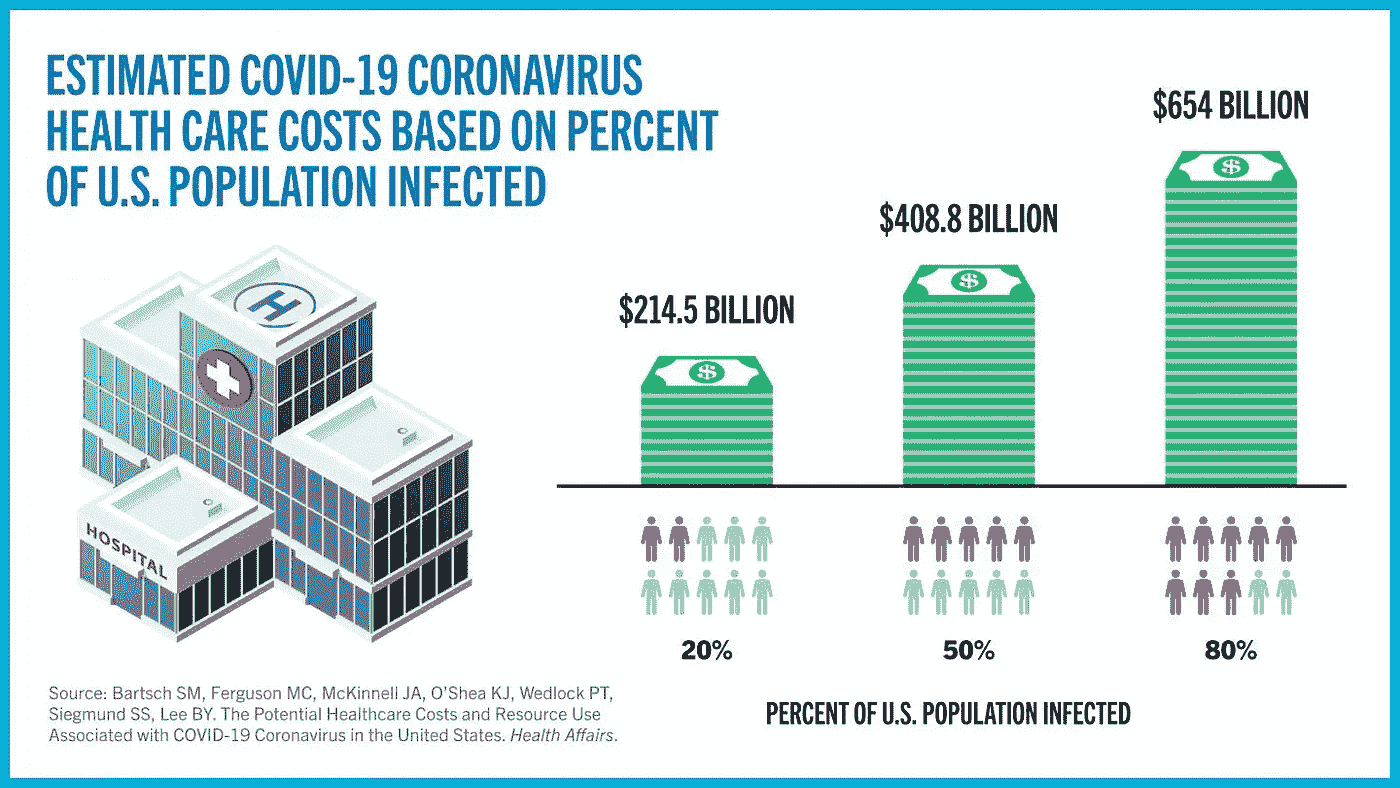 ESTIMATED COVID-19 CORONAVIRUS
HEALTH CARE COSTS BASED ON PERCENT
OF U.S. POPULATION INFECTED
$654 BILLION
$408.8 BILLION
$214.5 BILLION
H
HOSPITAL
$
$
$
20%
50%
80%
PERCENT OF U.S. POPULATION INFECTED
Source: Bartsch SM, Ferguson MC, McKinnell JA, O'Shea KJ, Wedlock PT,
Siegmund SS, Lee BY. The Potential Healthcare Costs and Resource Use
Associated with COVID-19 Coronavirus in the United States. Health Affairs.